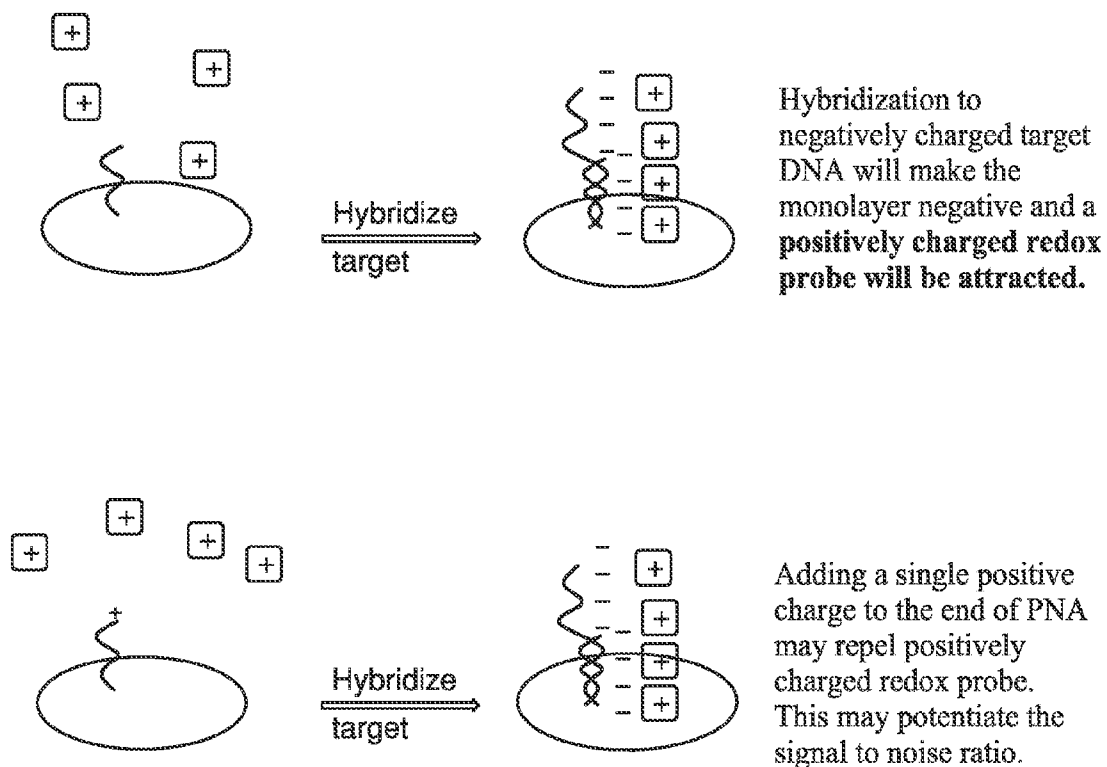 +
+
+
+
Hybridize
target
− + 
−
− +
− −
− +
− +
Hybridization to
negatively charged target
DNA will make the
monolayer negative and a
positively charged redox
probe will be attracted.
+
+
+
+
+
Hybridize
target
− +
−
− +
− −
− +
− +
Adding a single positive
charge to the end of PNA
may repel positively
charged redox probe.
This may potentiate the
signal to noise ratio.